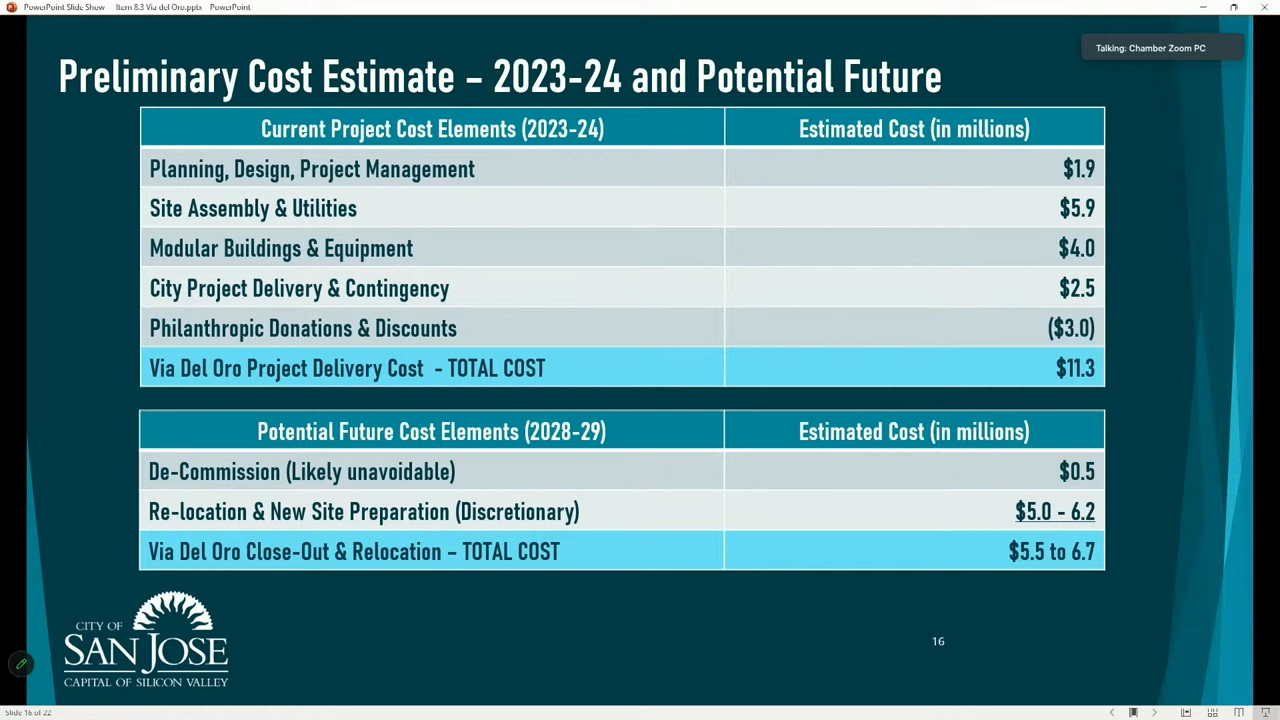 PowerPoint Slide Show - Item 8.3 Via del Oro.pptx - PowerPoint
Talking: Chamber Zoom PC
Preliminary Cost Estimate – 2023-24 and Potential Future
Current Project Cost Elements (2023-24) Estimated Cost (in millions)
Planning, Design, Project Management $1.9
Site Assembly & Utilities $5.9
Modular Buildings & Equipment $4.0
City Project Delivery & Contingency $2.5
Philanthropic Donations & Discounts ($3.0)
Via Del Oro Project Delivery Cost - TOTAL COST $11.3
Potential Future Cost Elements (2028-29) Estimated Cost (in millions)
De-Commission (Likely unavoidable) $0.5
Re-location & New Site Preparation (Discretionary) $5.0 - 6.2
Via Del Oro Close-Out & Relocation – TOTAL COST $5.5 to 6.7
CITY OF
SAN JOSE
CAPITAL OF SILICON VALLEY
16
Slide 16 of 22